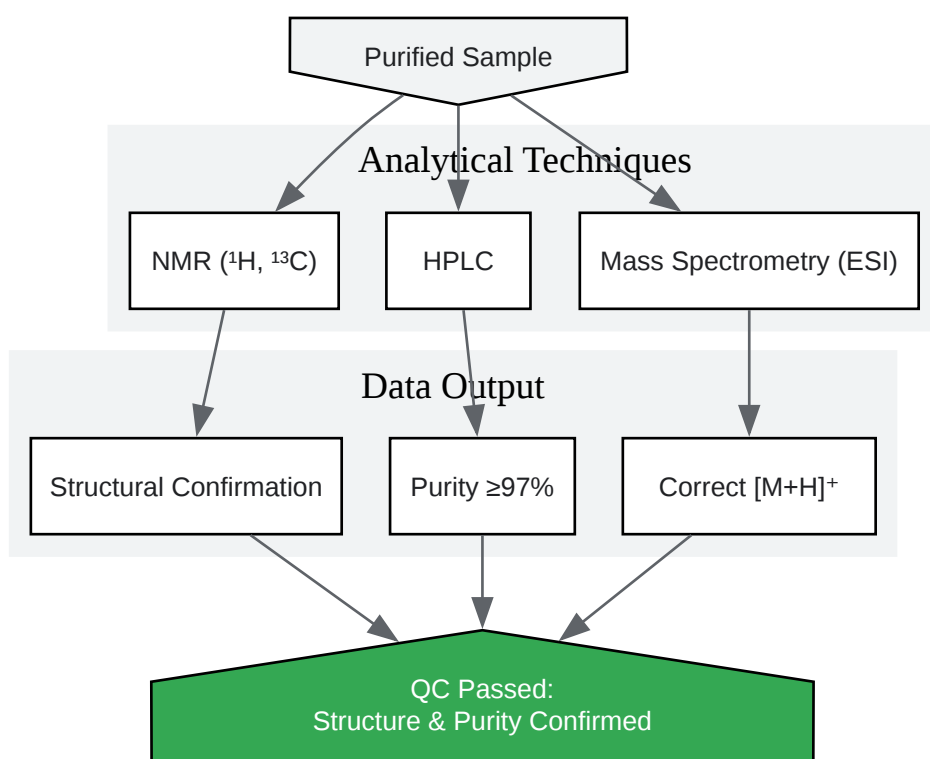 Purified Sample
Analytical Techniques
NMR (¹H, ¹³C)
HPLC
Mass Spectrometry (ESI)
Data Output
Structural Confirmation
Purity ≥97%
Correct [M+H]⁺
QC Passed:
Structure & Purity Confirmed